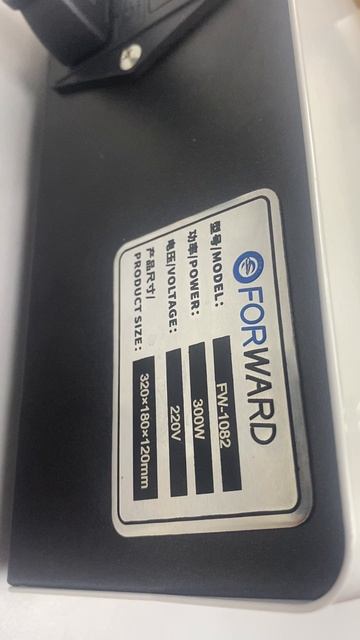 FORWARD
型号/MODEL: FW-1082
功率/POWER: 300W
电压/VOLTAGE: 220V
产品尺寸/
PRODUCT SIZE: 320×180×120mm